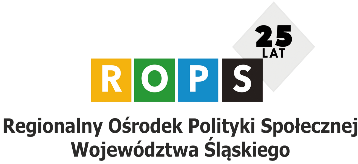 25
LAT
ROPS
Regionalny Ośrodek Polityki Społecznej
Województwa Śląskiego